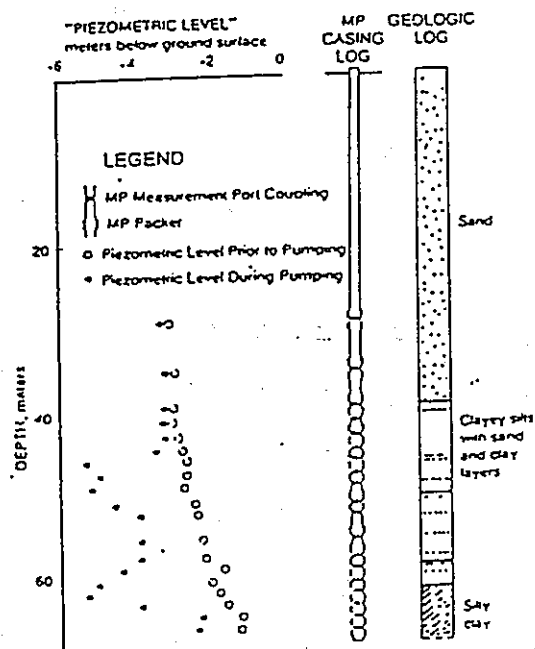 "PIEZOMETRIC LEVEL"
meters below ground surface
-6
-4
-2
0
MP
CASING
LOG
GEOLOGIC
LOG
LEGEND
MP Measurement Port Coupling
MP Packer
Piezometric Level Prior to Pumping
Piezometric Level During Pumping
20
40
60
DEPTH, meters
Sand
Clayey silts
with sand
and clay
layers
Silty
clay